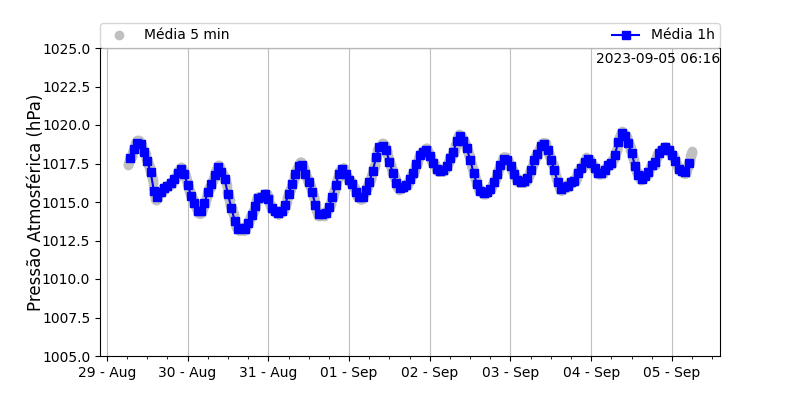 Média 5 min
Média 1h
2023-09-05 06:16
Pressão Atmosférica (hPa)
1025.0
1022.5
1020.0
1017.5
1015.0
1012.5
1010.0
1007.5
1005.0
29 - Aug
30 - Aug
31 - Aug
01 - Sep
02 - Sep
03 - Sep
04 - Sep
05 - Sep